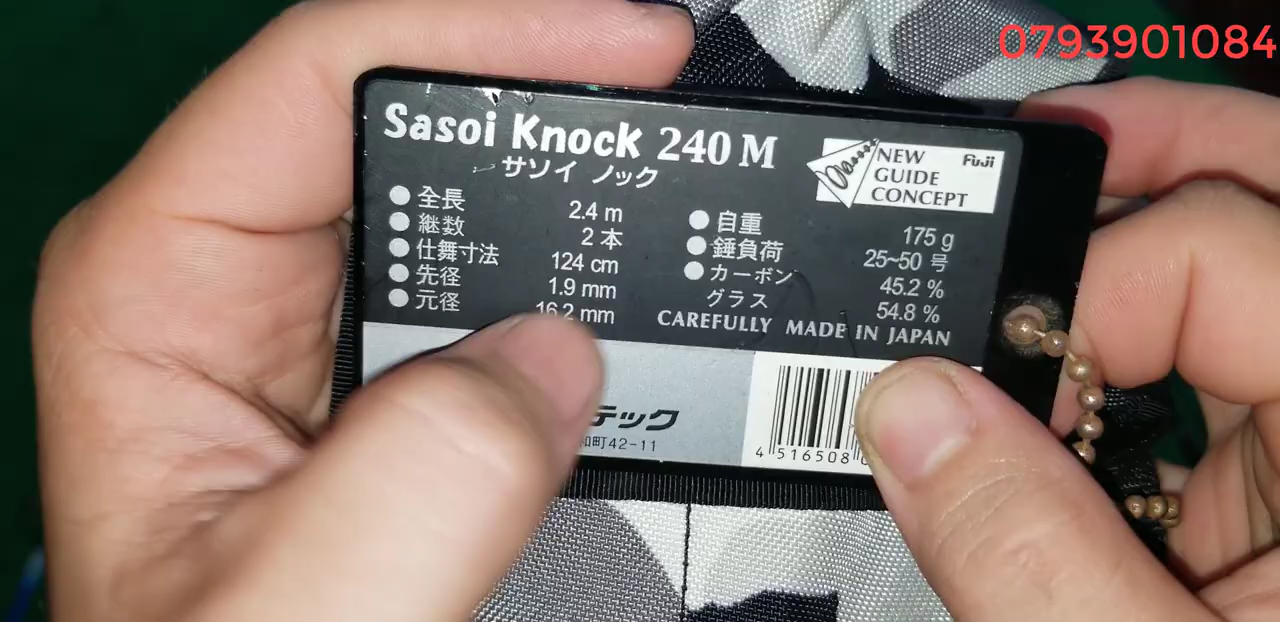 0793901084
Sasoi Knock 240 M
サソイ ノック
NEW
GUIDE
CONCEPT
Fuji
全長 2.4 m
継数 2 本
仕舞寸法 124 cm
先径 1.9 mm
元径 16.2 mm
自重 175 g
錘負荷 25~50 号
カーボン 45.2 %
グラス 54.8 %
CAREFULLY MADE IN JAPAN
テック
町42-11
4 516508